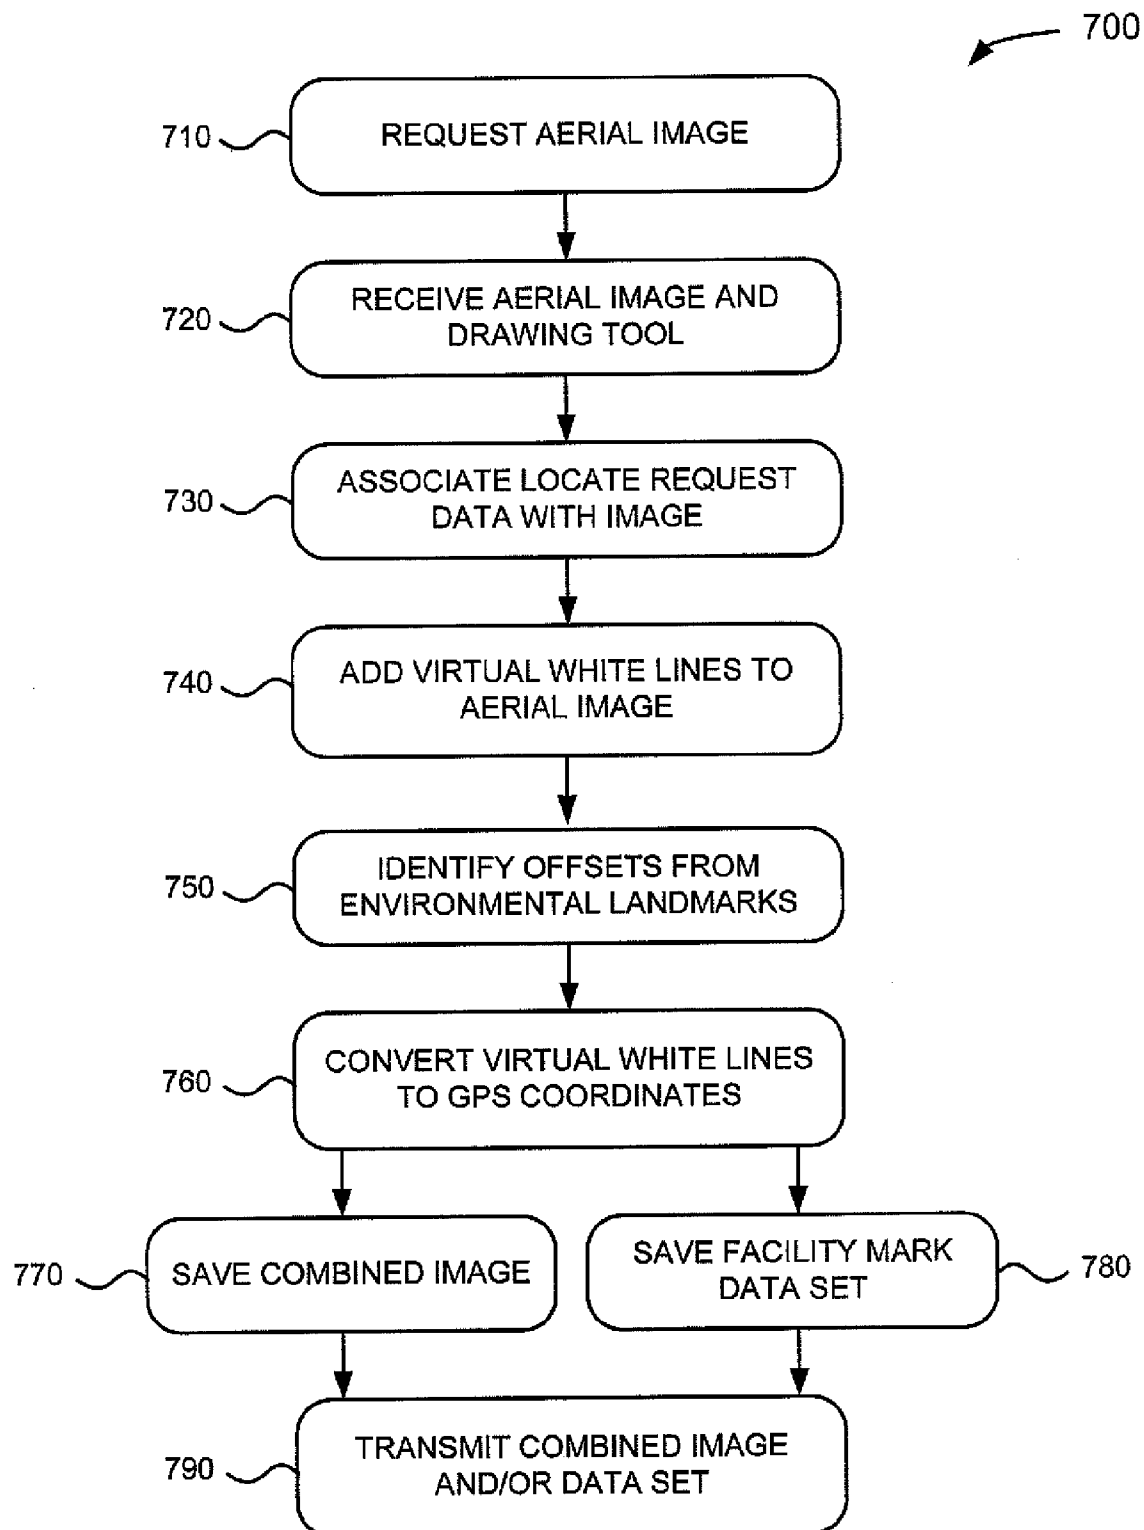 700
710
REQUEST AERIAL IMAGE
720
RECEIVE AERIAL IMAGE AND
DRAWING TOOL
730
ASSOCIATE LOCATE REQUEST
DATA WITH IMAGE
740
ADD VIRTUAL WHITE LINES TO
AERIAL IMAGE
750
IDENTIFY OFFSETS FROM
ENVIRONMENTAL LANDMARKS
760
CONVERT VIRTUAL WHITE LINES
TO GPS COORDINATES
770
SAVE COMBINED IMAGE
SAVE FACILITY MARK
DATA SET
780
790
TRANSMIT COMBINED IMAGE
AND/OR DATA SET